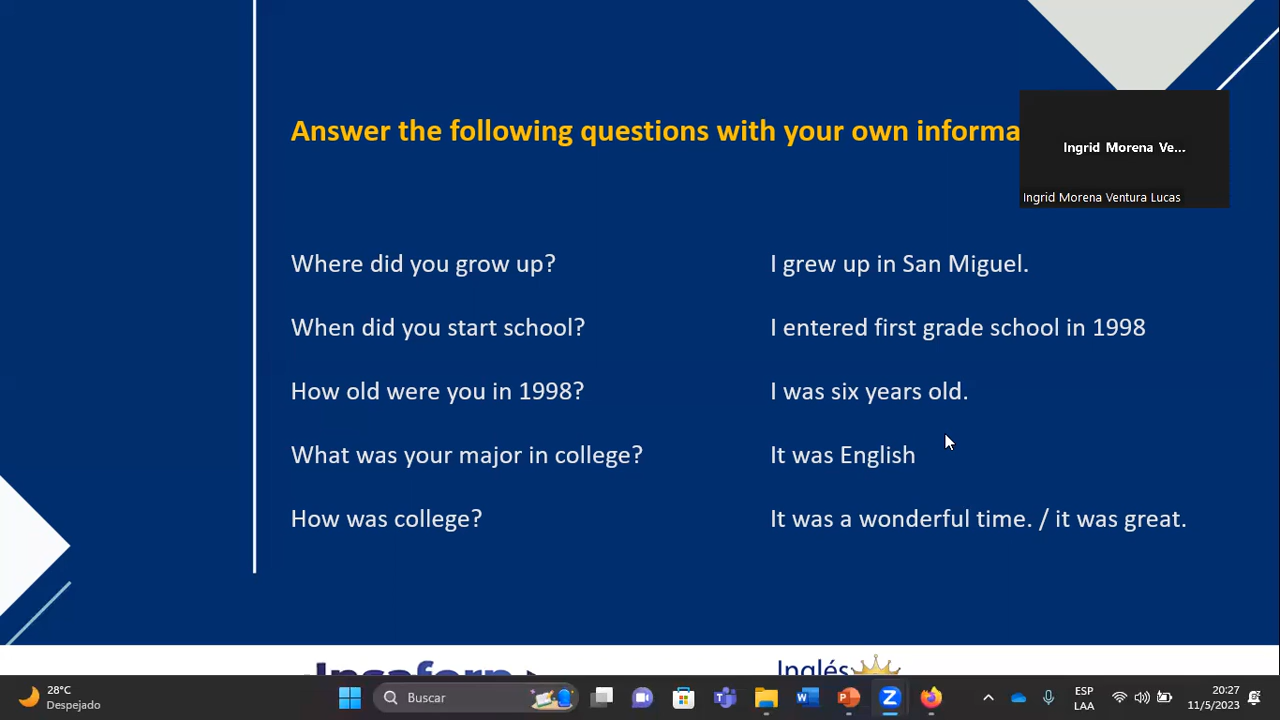 Answer the following questions with your own informa
Ingrid Morena Ve...
Ingrid Morena Ventura Lucas
Where did you grow up?
I grew up in San Miguel.
When did you start school?
I entered first grade school in 1998
How old were you in 1998?
I was six years old.
What was your major in college?
It was English
How was college?
It was a wonderful time. / it was great.
Insaforp
Inglés
28°C
Despejado
Buscar
ESP
LAA
20:27
11/5/2023